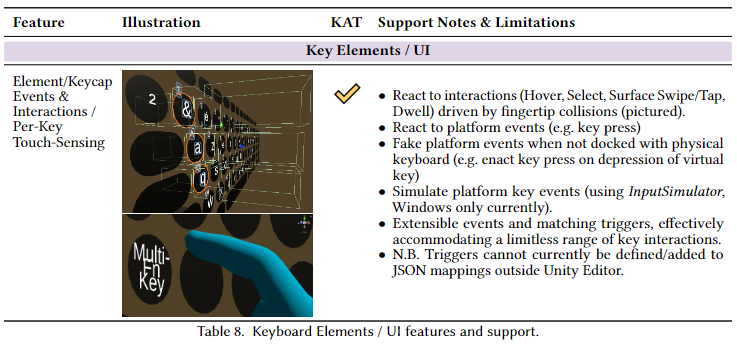 Feature Illustration KAT Support Notes & Limitations
Key Elements / UI
Element/Keycap
Events &
Interactions /
Per-Key
Touch-Sensing
2
&
a
q
Multi-
Fn
Key
• React to interactions (Hover, Select, Surface Swipe/Tap,
Dwell) driven by fingertip collisions (pictured).
• React to platform events (e.g. key press)
• Fake platform events when not docked with physical
keyboard (e.g. enact key press on depression of virtual
key)
• Simulate platform key events (using InputSimulator,
Windows only currently).
• Extensible events and matching triggers, effectively
accommodating a limitless range of key interactions.
• N.B. Triggers cannot currently be defined/added to
JSON mappings outside Unity Editor.
Table 8. Keyboard Elements / UI features and support.